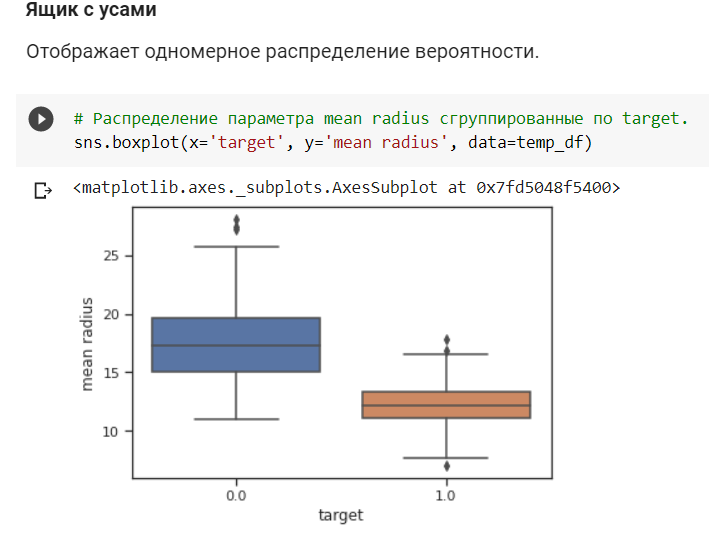 Ящик с усами
Отображает одномерное распределение вероятности.
# Распределение параметра mean radius сгруппированные по target.
sns.boxplot(x='target', y='mean radius', data=temp_df)
<matplotlib.axes._subplots.AxesSubplot at 0x7fd5048f5400>
25
20
15
10
mean radius
0.0 1.0
target